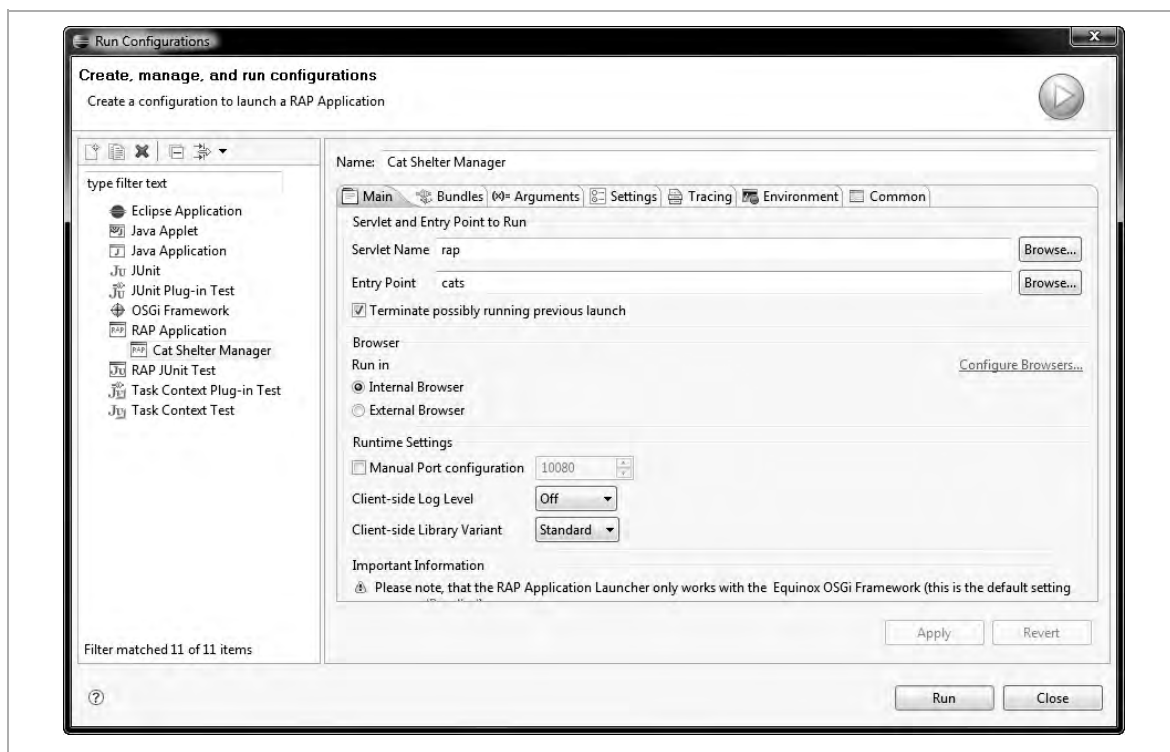 Run Configurations
Create, manage, and run configurations
Create a configuration to launch a RAP Application
type filter text
Eclipse Application
Java Applet
Java Application
JUnit
JUnit Plug-in Test
OSGi Framework
RAP Application
Cat Shelter Manager
RAP JUnit Test
Task Context Plug-in Test
Task Context Test
Filter matched 11 of 11 items
Name: Cat Shelter Manager
Main Bundles (x)= Arguments Settings Tracing Environment Common
Servlet and Entry Point to Run
Servlet Name rap Browse...
Entry Point cats Browse...
Terminate possibly running previous launch
Browser
Run in Configure Browsers...
Internal Browser
External Browser
Runtime Settings
Manual Port configuration 10080
Client-side Log Level Off
Client-side Library Variant Standard
Important Information
Please note, that the RAP Application Launcher only works with the Equinox OSGi Framework (this is the default setting
Apply Revert
Run Close